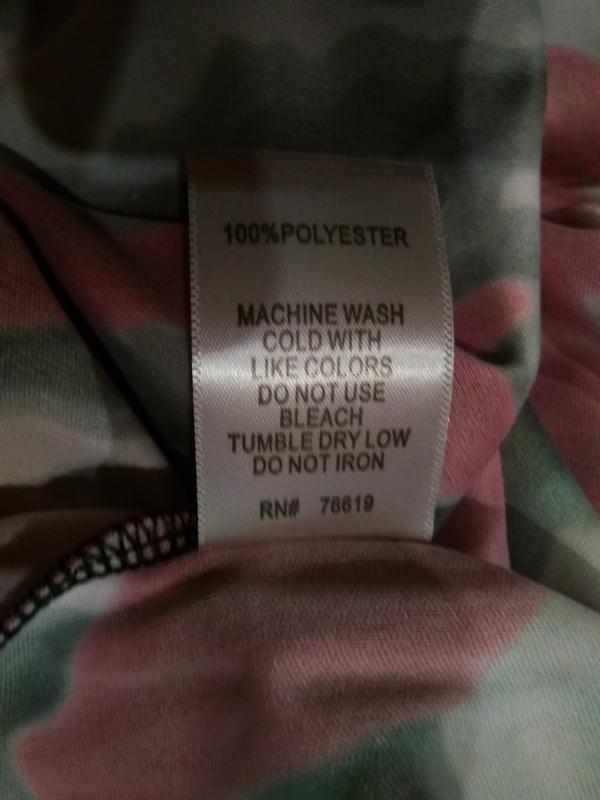 100%POLYESTER
MACHINE WASH
COLD WITH
LIKE COLORS
DO NOT USE
BLEACH
TUMBLE DRY LOW
DO NOT IRON
RN# 76619